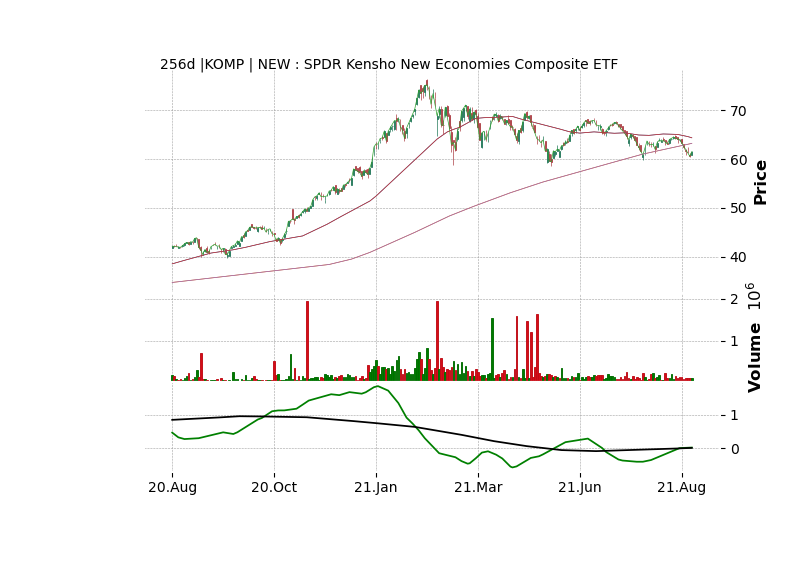 256d |KOMP | NEW : SPDR Kensho New Economies Composite ETF
70
60
50
40
Price
2
1
Volume 10^6
1
0
20.Aug 20.Oct 21.Jan 21.Mar 21.Jun 21.Aug